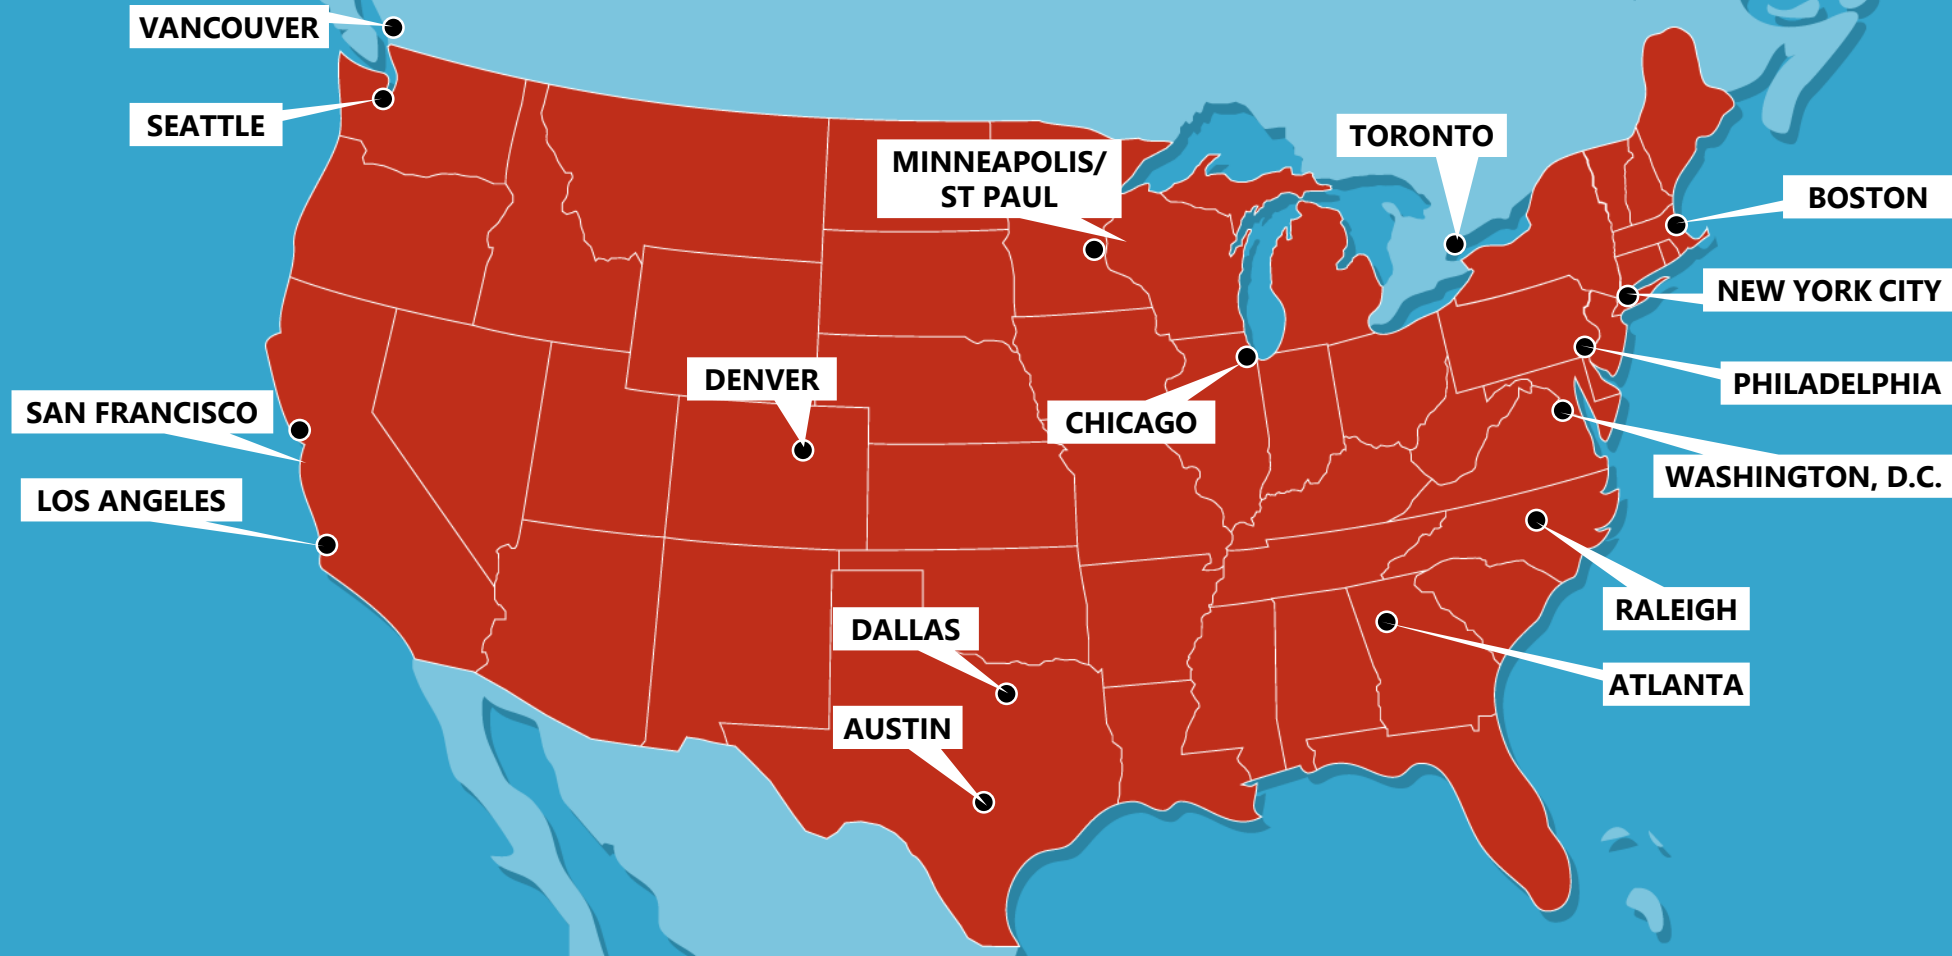 VANCOUVER
SEATTLE
MINNEAPOLIS/
ST PAUL
TORONTO
BOSTON
NEW YORK CITY
DENVER
PHILADELPHIA
SAN FRANCISCO
CHICAGO
WASHINGTON, D.C.
LOS ANGELES
RALEIGH
DALLAS
ATLANTA
AUSTIN